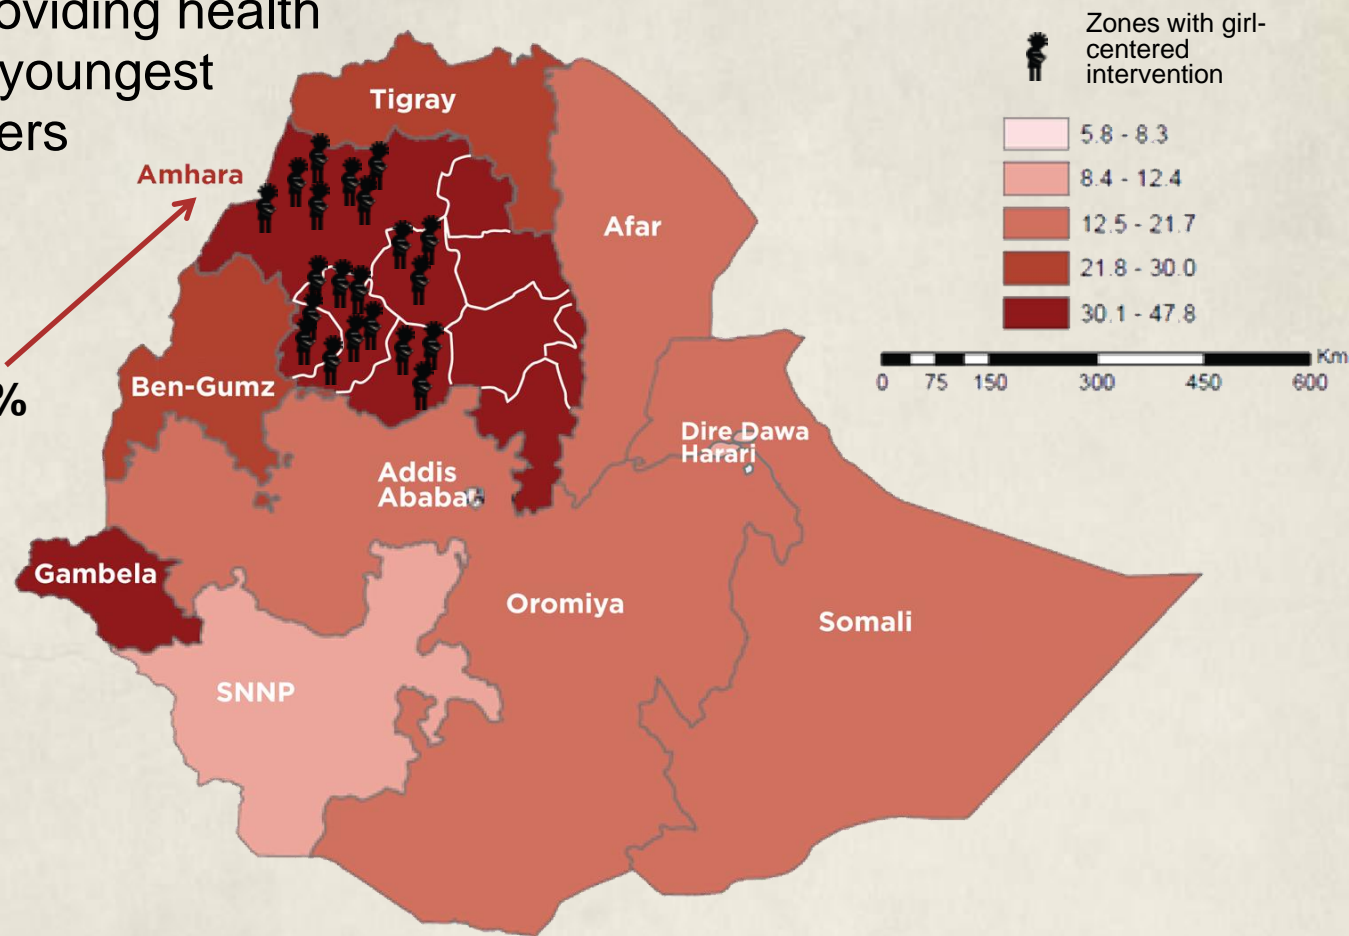 oviding health
youngest
ers
Zones with girl-
centered
intervention
5.8 - 8.3
8.4 - 12.4
12.5 - 21.7
21.8 - 30.0
30.1 - 47.8
Km
0 75 150 300 450 600
Tigray
Amhara
Afar
Ben-Gumz
%
Dire Dawa
Harari
Addis
Ababa
Gambela
Oromiya
Somali
SNNP